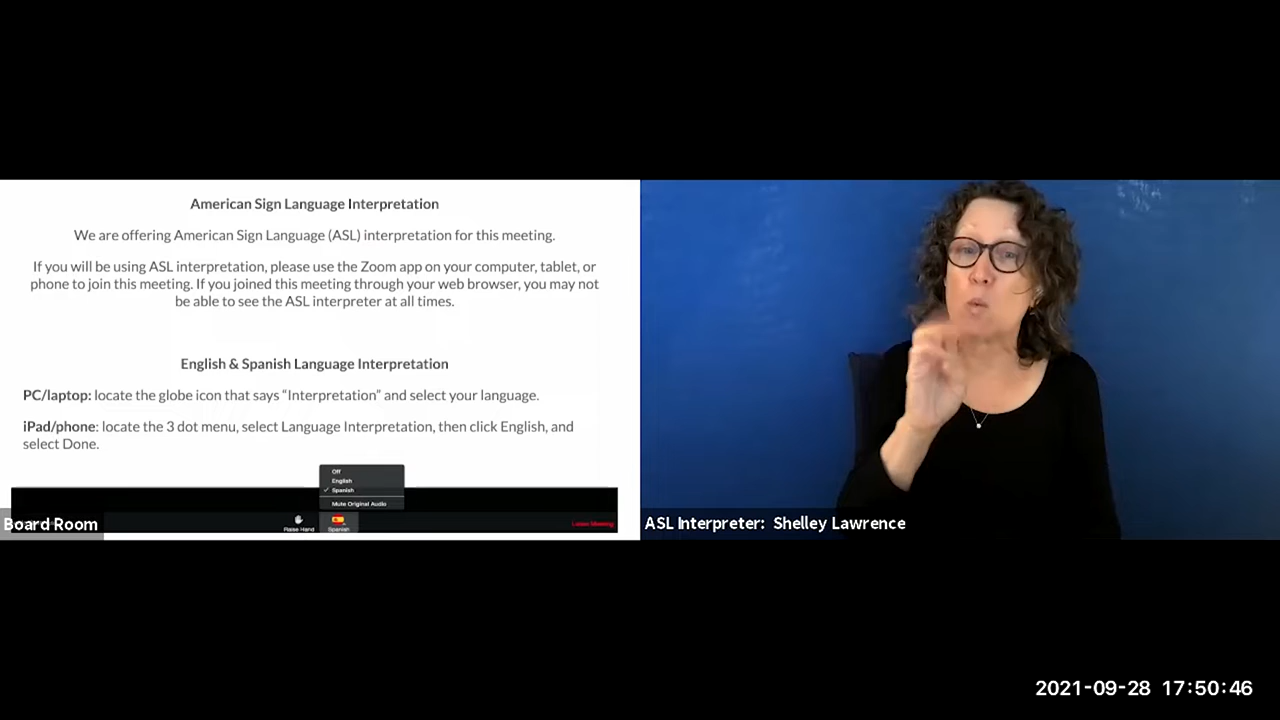 American Sign Language Interpretation
We are offering American Sign Language (ASL) interpretation for this meeting.
If you will be using ASL interpretation, please use the Zoom app on your computer, tablet, or
phone to join this meeting. If you joined this meeting through your web browser, you may not
be able to see the ASL interpreter at all times.
English & Spanish Language Interpretation
PC/laptop: locate the globe icon that says “Interpretation” and select your language.
iPad/phone: locate the 3 dot menu, select Language Interpretation, then click English, and
select Done.
Off
English
Spanish
Mute Original Audio
Raise Hand
Spanish
Leave Meeting
Board Room
ASL Interpreter: Shelley Lawrence
2021-09-28 17:50:46